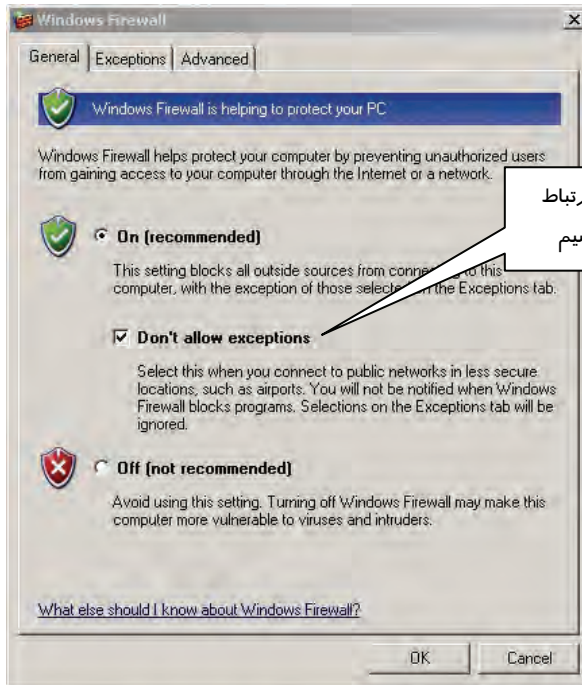 Windows Firewall
General Exceptions Advanced
Windows Firewall is helping to protect your PC
Windows Firewall helps protect your computer by preventing unauthorized users
from gaining access to your computer through the Internet or a network.
On (recommended)
This setting blocks all outside sources from connecting to this
computer, with the exception of those selected on the Exceptions tab.
Don't allow exceptions
Select this when you connect to public networks in less secure
locations, such as airports. You will not be notified when Windows
Firewall blocks programs. Selections on the Exceptions tab will be
ignored.
Off (not recommended)
Avoid using this setting. Turning off Windows Firewall may make this
computer more vulnerable to viruses and intruders.
What else should I know about Windows Firewall?
OK Cancel